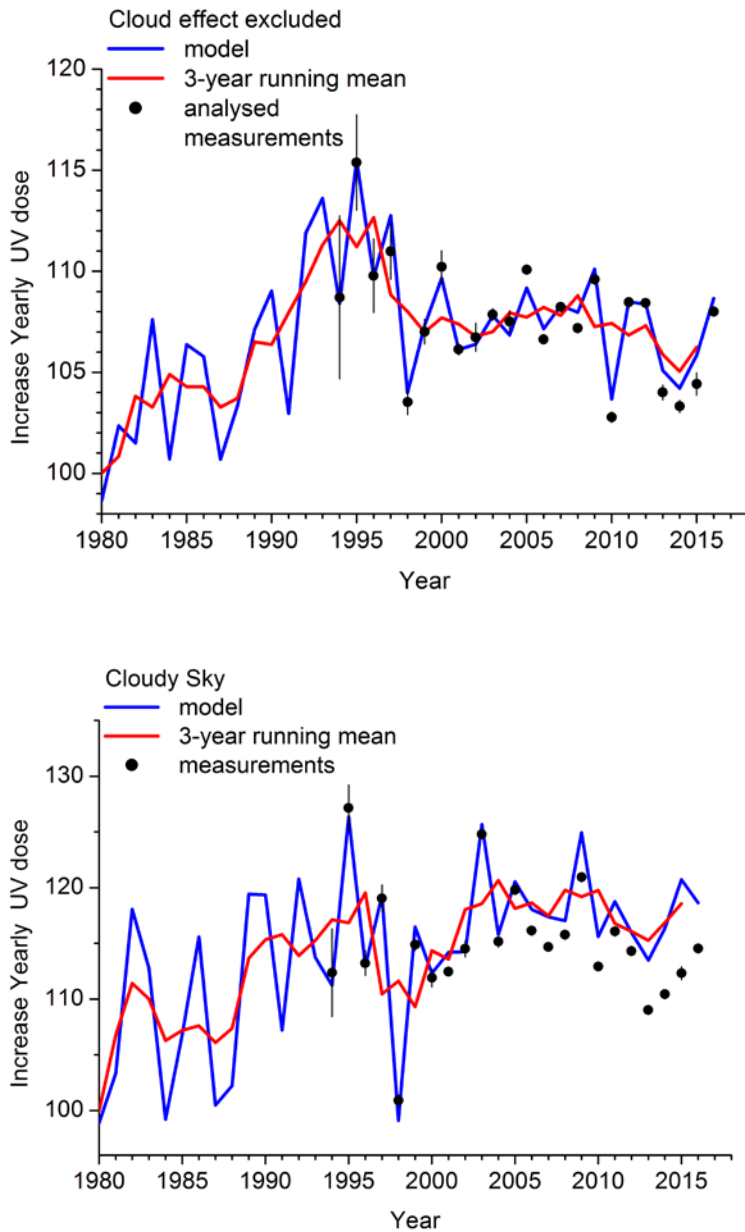 Cloud effect excluded
model
3-year running mean
analysed
measurements
120
115
110
105
100
Increase Yearly UV dose
1980 1985 1990 1995 2000 2005 2010 2015
Year
Cloudy Sky
model
3-year running mean
measurements
130
120
110
100
Increase Yearly UV dose
1980 1985 1990 1995 2000 2005 2010 2015
Year